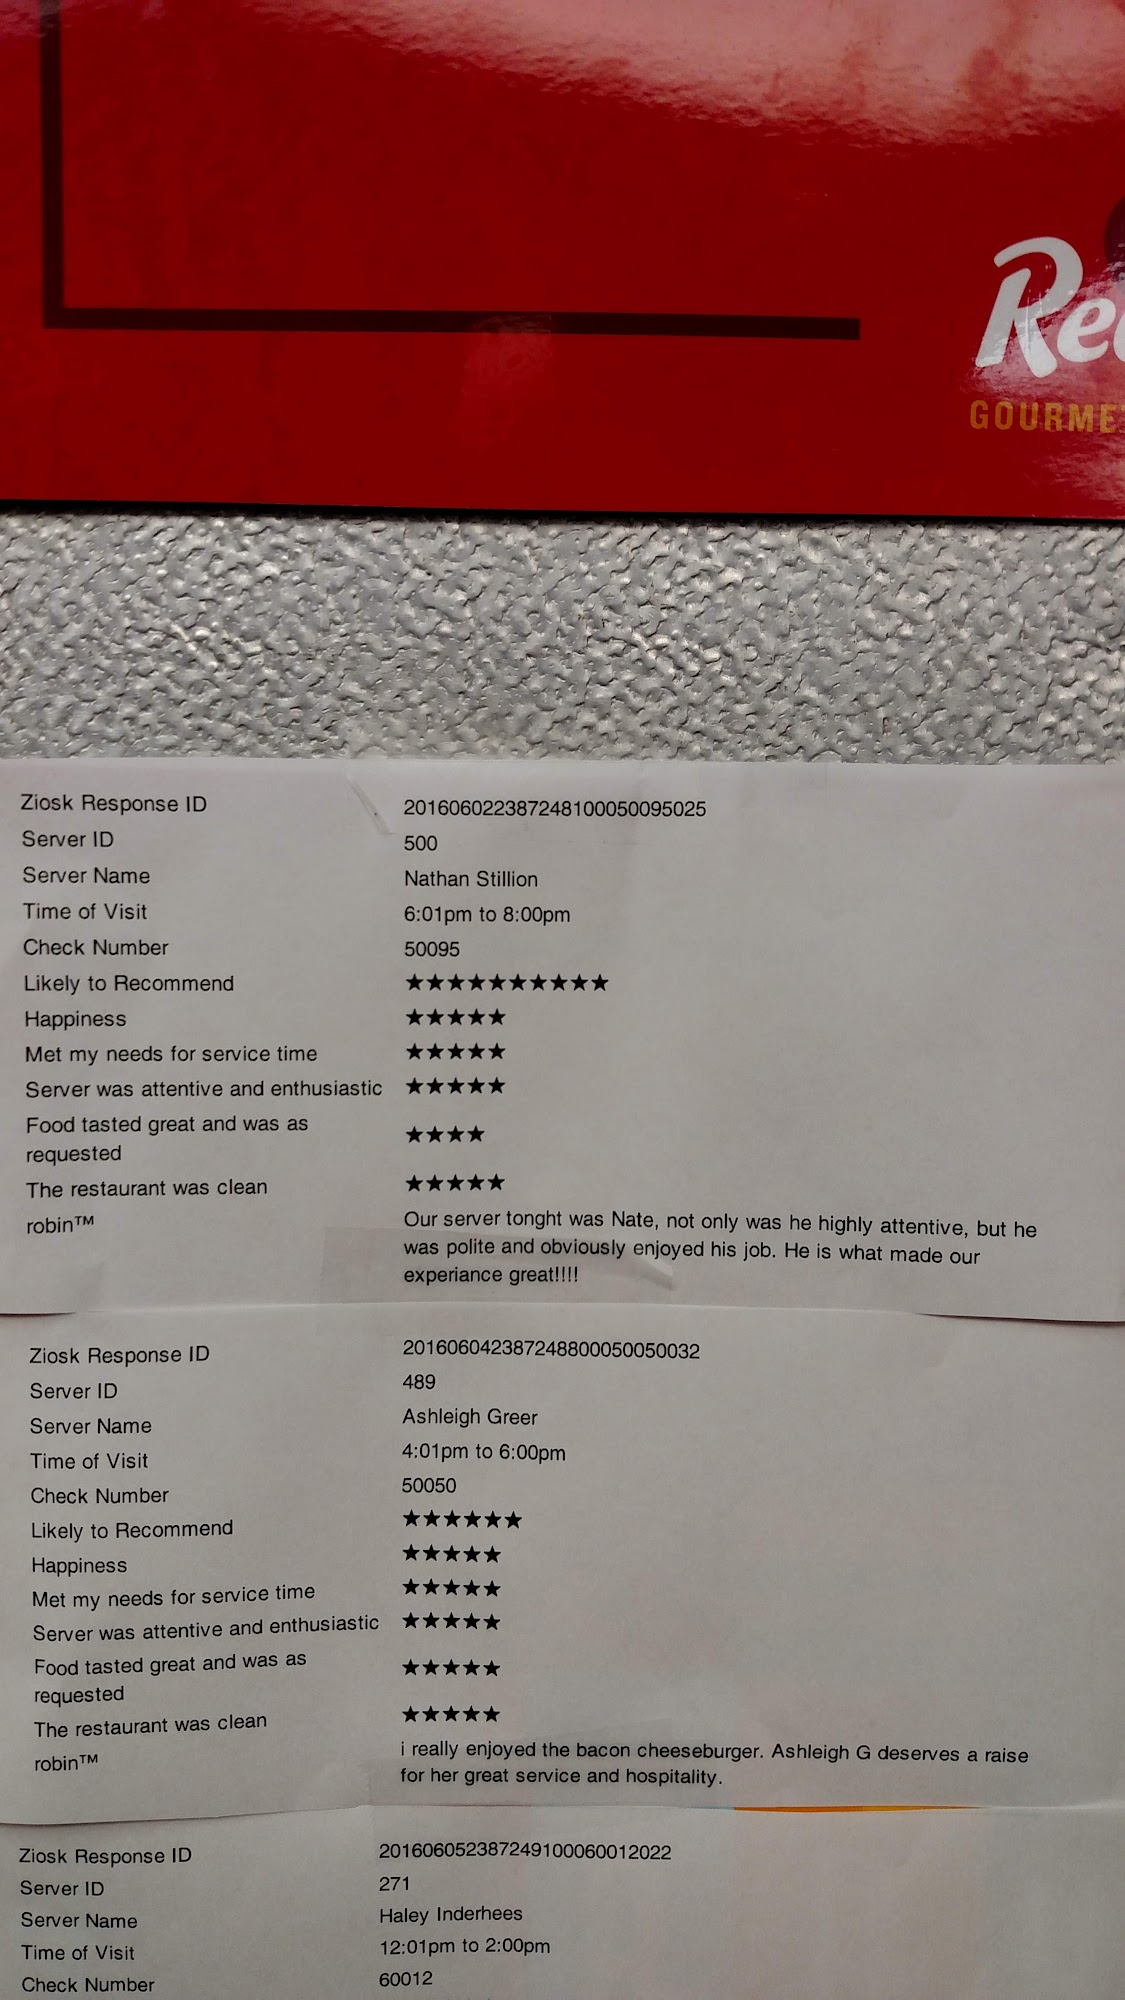 Re
GOURME
Ziosk Response ID 201606022387248100050095025
Server ID 500
Server Name Nathan Stillion
Time of Visit 6:01pm to 8:00pm
Check Number 50095
Likely to Recommend ★★★★★★★★★★
Happiness ★★★★★
Met my needs for service time ★★★★★
Server was attentive and enthusiastic ★★★★★
Food tasted great and was as
requested ★★★★
The restaurant was clean ★★★★★
robin™ Our server tonght was Nate, not only was he highly attentive, but he
was polite and obviously enjoyed his job. He is what made our
experiance great!!!!
Ziosk Response ID 20160604238724880005005​0032
Server ID 489
Server Name Ashleigh Greer
Time of Visit 4:01pm to 6:00pm
Check Number 50050
Likely to Recommend ★★★★★★
Happiness ★★★★★
Met my needs for service time ★★★★★
Server was attentive and enthusiastic ★★★★★
Food tasted great and was as
requested ★★★★★
The restaurant was clean ★★★★★
robin™ i really enjoyed the bacon cheeseburger. Ashleigh G deserves a raise
for her great service and hospitality.
Ziosk Response ID 20160605238724910006001​2022
Server ID 271
Server Name Haley Inderhees
Time of Visit 12:01pm to 2:00pm
Check Number 60012